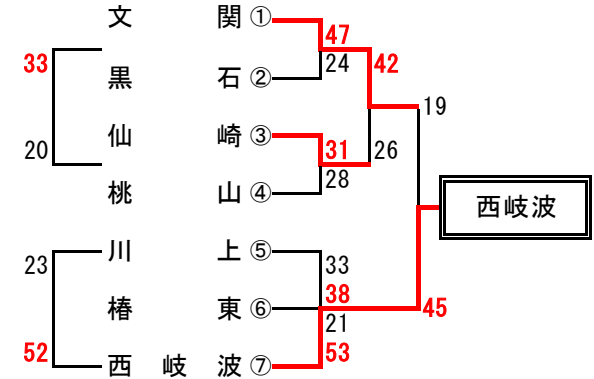 文 関 ①
47
33
24
42
黒 石 ②
19
20
仙 崎 ③
31
26
28
桃 山 ④
西岐波
川 上 ⑤
23
33
38
椿 東 ⑥
45
21
52
53
西 岐 波 ⑦